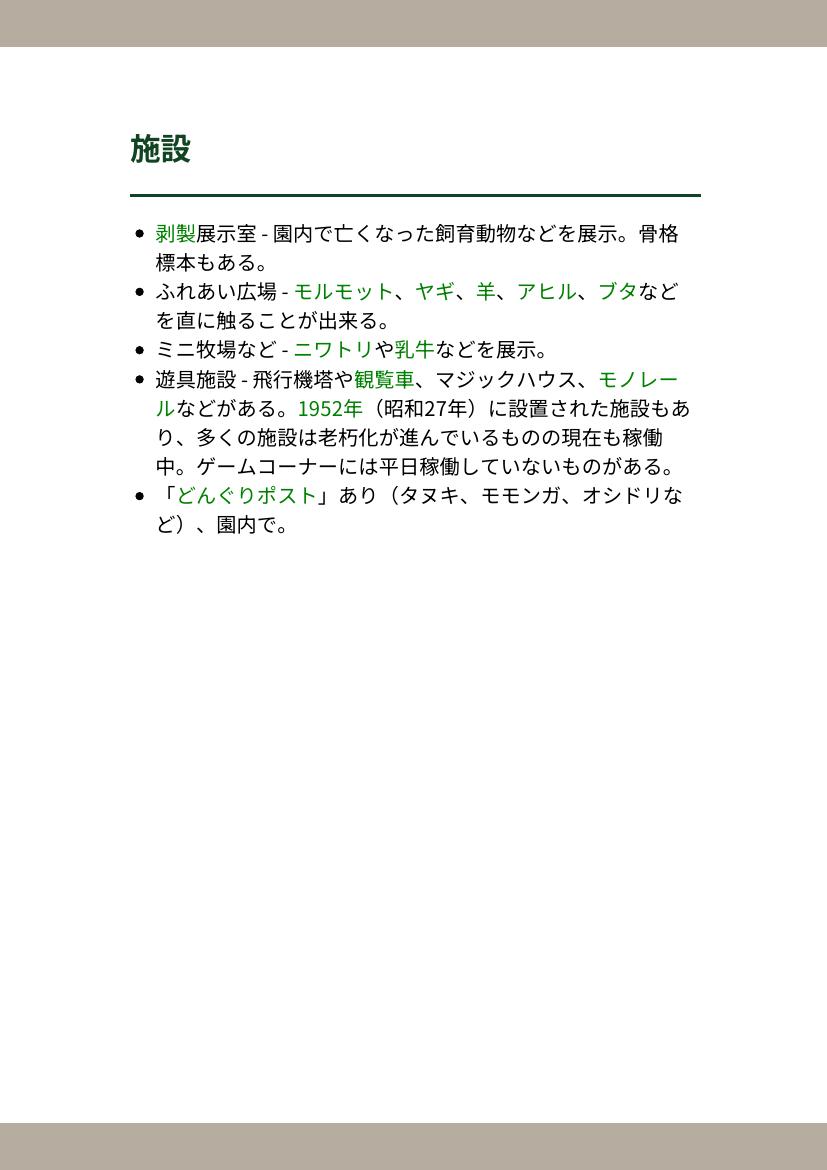 施設
剥製展示室 - 園内で亡くなった飼育動物などを展示。骨格
標本もある。
ふれあい広場 - モルモット、ヤギ、羊、アヒル、ブタなど
を直に触ることが出来る。
ミニ牧場など - ニワトリや乳牛などを展示。
遊具施設 - 飛行機塔や観覧車、マジックハウス、モノレー
ルなどがある。1952年（昭和27年）に設置された施設もあ
り、多くの施設は老朽化が進んでいるものの現在も稼働
中。ゲームコーナーには平日稼働していないものがある。
「どんぐりポスト」あり（タヌキ、モモンガ、オシドリな
ど）、園内で。